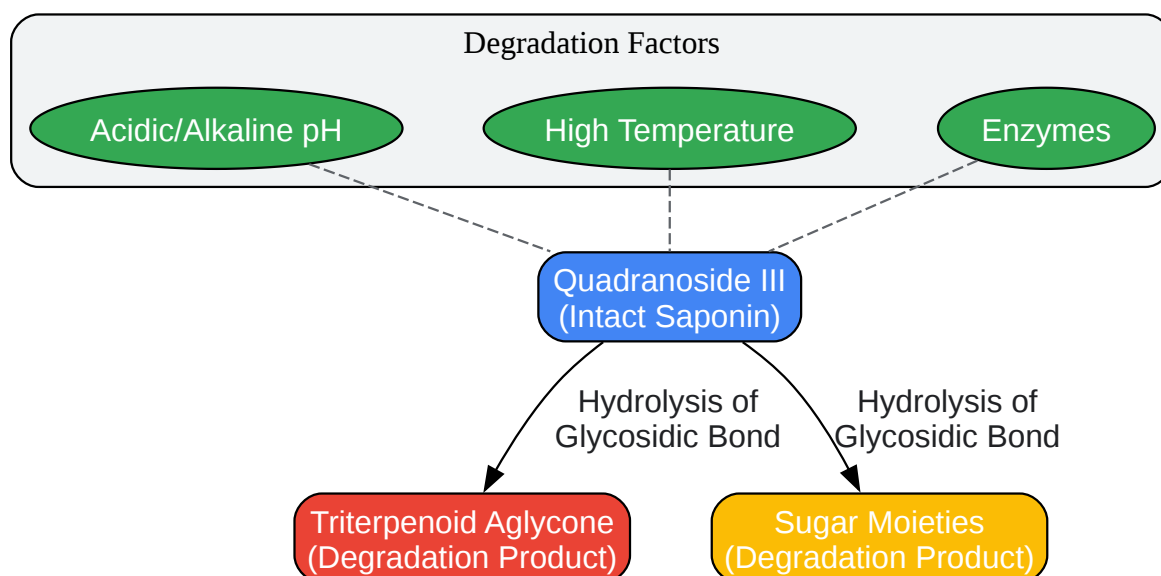 Degradation Factors
Acidic/Alkaline pH
High Temperature
Enzymes
Quadranoside III
(Intact Saponin)
Hydrolysis of
Glycosidic Bond
Hydrolysis of
Glycosidic Bond
Triterpenoid Aglycone
(Degradation Product)
Sugar Moieties
(Degradation Product)